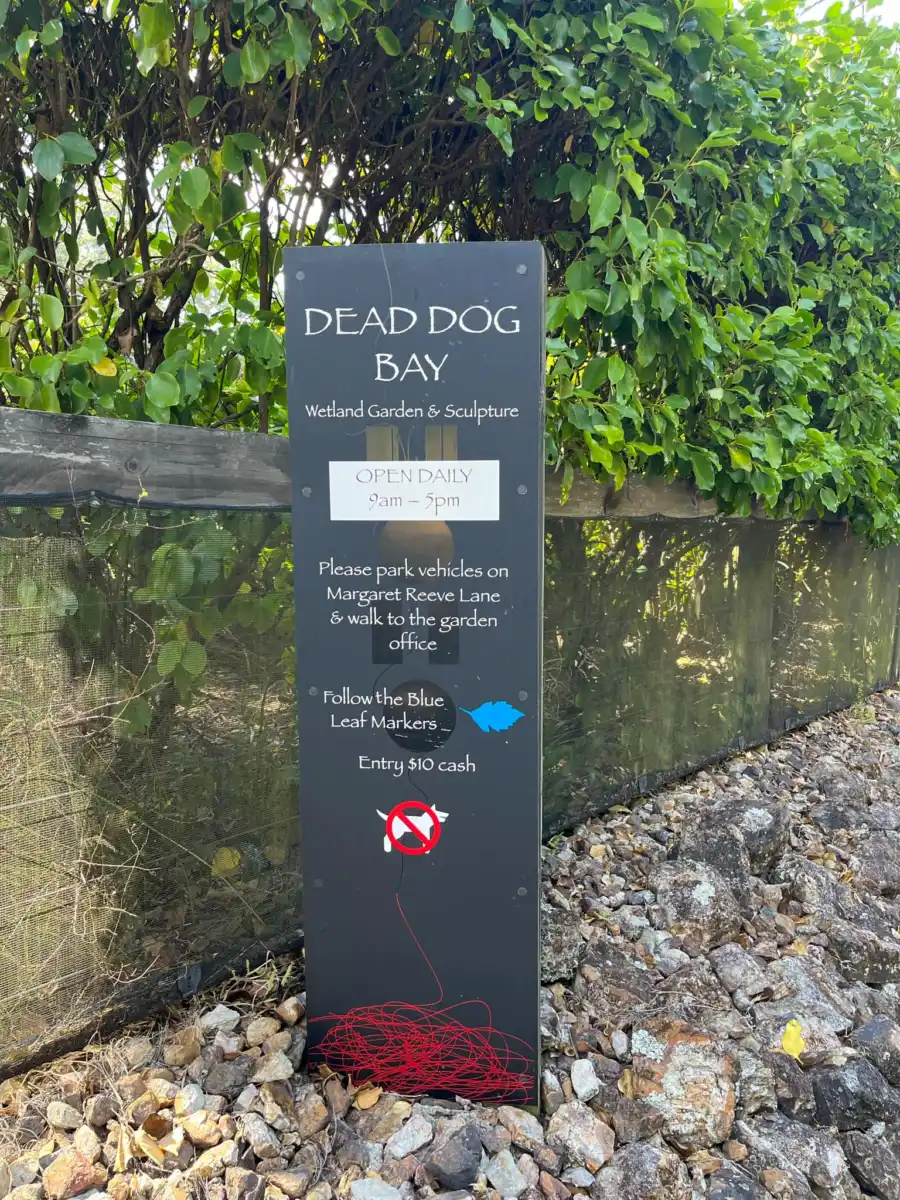 DEAD DOG
BAY
Wetland Garden & Sculpture
OPEN DAILY
9am – 5pm
Please park vehicles on
Margaret Reeve Lane
& walk to the garden
office
Follow the Blue
Leaf Markers
Entry $10 cash